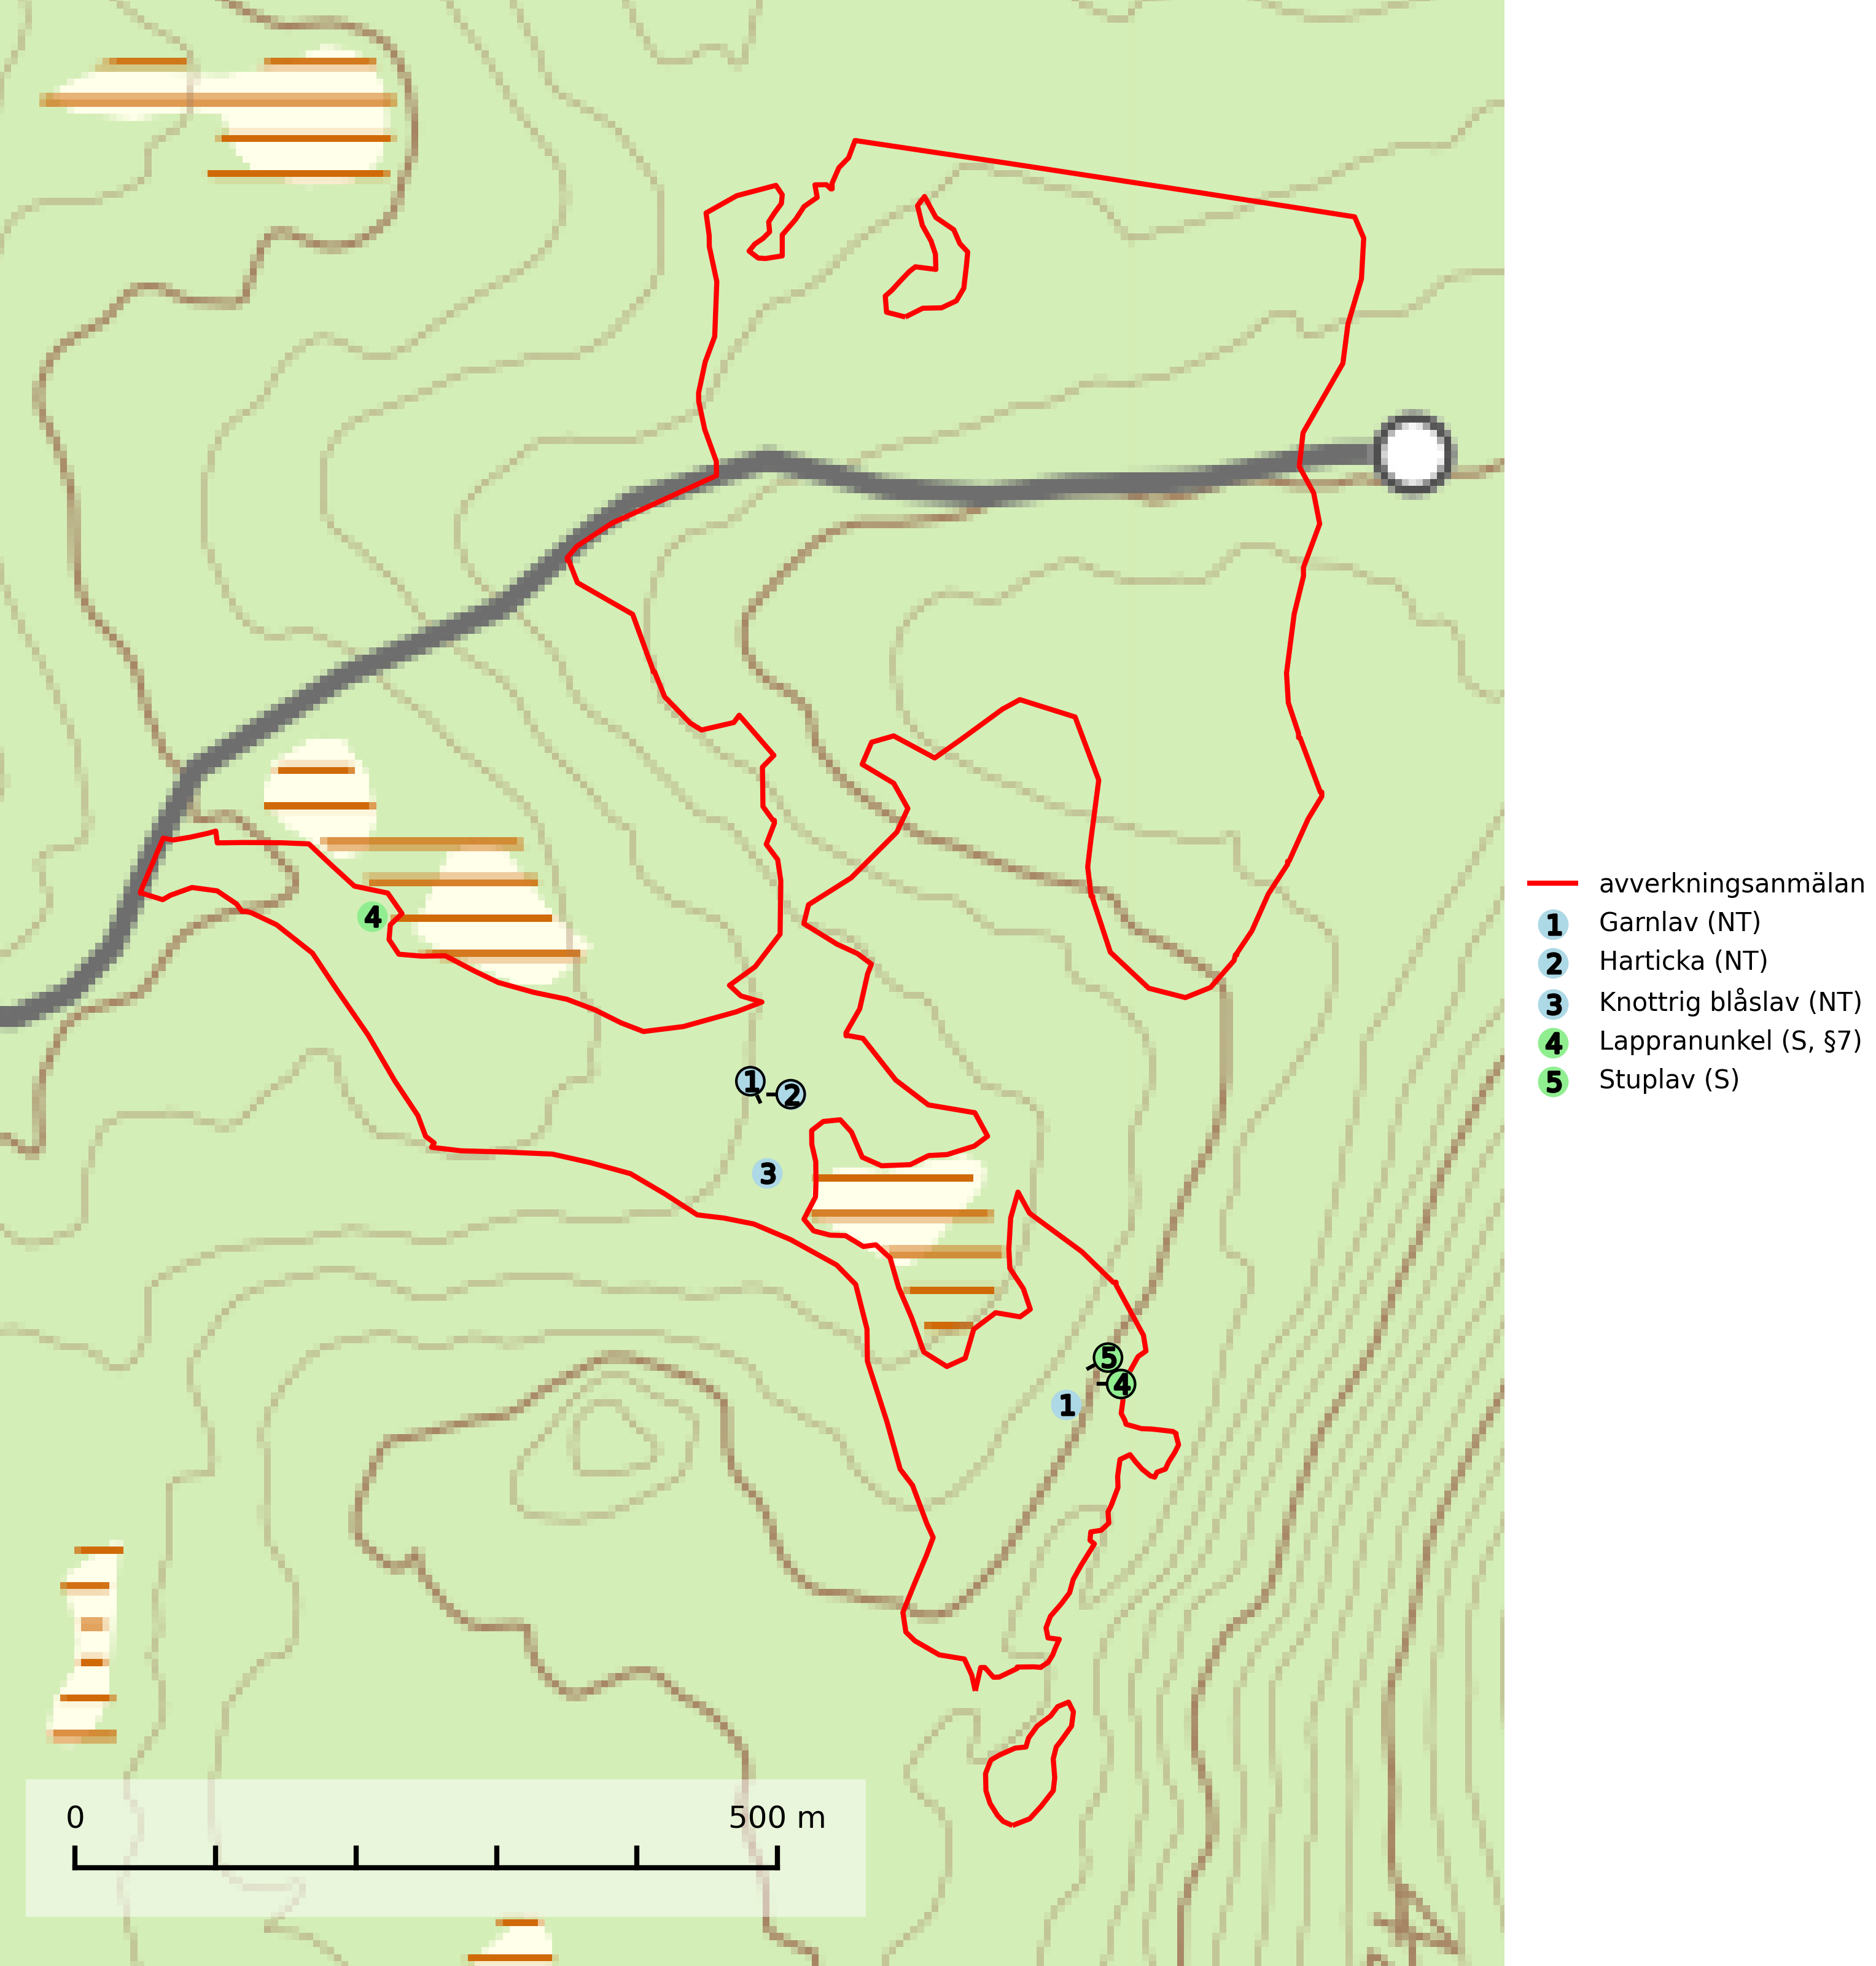 4
1
2
3
5
4
1
0 500 m
avverkningsanmälan
1 Garnlav (NT)
2 Harticka (NT)
3 Knottrig blåslav (NT)
4 Lappranunkel (S, §7)
5 Stuplav (S)